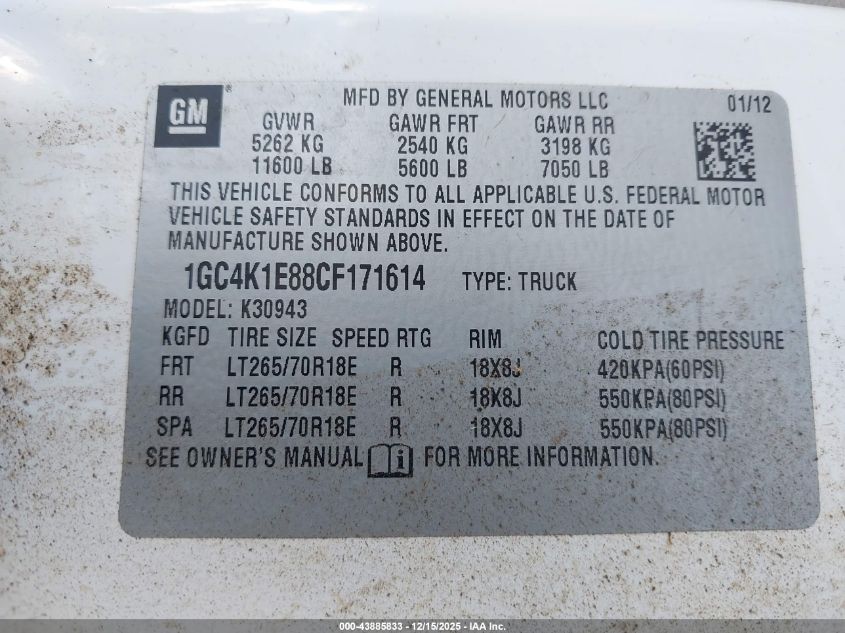 GM ®
MFD BY GENERAL MOTORS LLC 01/12
GVWR GAWR FRT GAWR RR
5262 KG 2540 KG 3198 KG
11600 LB 5600 LB 7050 LB
THIS VEHICLE CONFORMS TO ALL APPLICABLE U.S. FEDERAL MOTOR
VEHICLE SAFETY STANDARDS IN EFFECT ON THE DATE OF
MANUFACTURE SHOWN ABOVE.
1GC4K1E88CF171614 TYPE: TRUCK
MODEL: K30943
KGFD TIRE SIZE SPEED RTG RIM COLD TIRE PRESSURE
FRT LT265/70R18E R 18X8J 420KPA(60PSI)
RR LT265/70R18E R 18X8J 550KPA(80PSI)
SPA LT265/70R18E R 18X8J 550KPA(80PSI)
SEE OWNER'S MANUAL i FOR MORE INFORMATION.
000-43885833 - 12/15/2025 - IAA Inc.